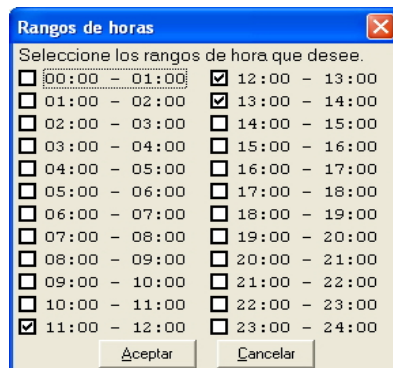 Rangos de horas
Seleccione los rangos de hora que desee.
00:00 - 01:00
01:00 - 02:00
02:00 - 03:00
03:00 - 04:00
04:00 - 05:00
05:00 - 06:00
06:00 - 07:00
07:00 - 08:00
08:00 - 09:00
09:00 - 10:00
10:00 - 11:00
11:00 - 12:00
12:00 - 13:00
13:00 - 14:00
14:00 - 15:00
15:00 - 16:00
16:00 - 17:00
17:00 - 18:00
18:00 - 19:00
19:00 - 20:00
20:00 - 21:00
21:00 - 22:00
22:00 - 23:00
23:00 - 24:00
Aceptar
Cancelar